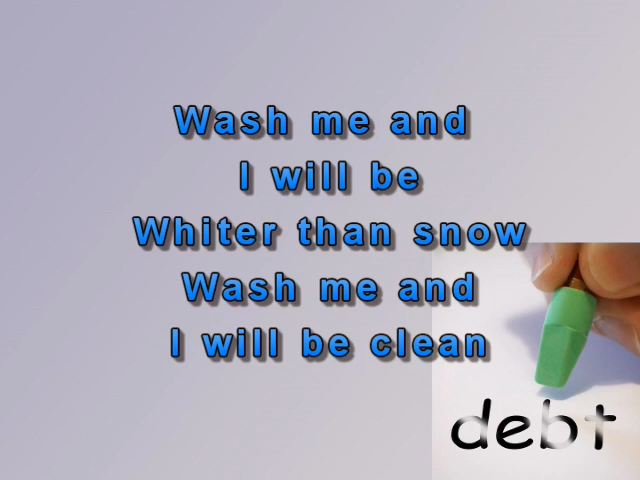 Wash me and
I will be
Whiter than snow
Wash me and
I will be clean
debt